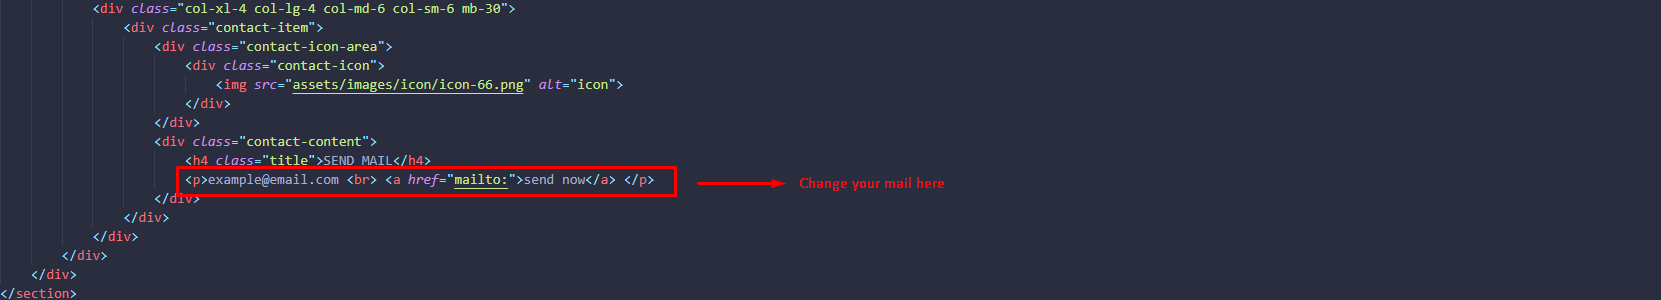 <div class="col-xl-4 col-lg-4 col-md-6 col-sm-6 mb-30">
<div class="contact-item">
<div class="contact-icon-area">
<div class="contact-icon">
<img src="assets/images/icon/icon-66.png" alt="icon">
</div>
</div>
<div class="contact-content">
<h4 class="title">SEND MAIL</h4>
<p>example@email.com <br> <a href="mailto:">send now</a> </p>
Change your mail here
</div>
</div>
</div>
</div>
</div>
</section>